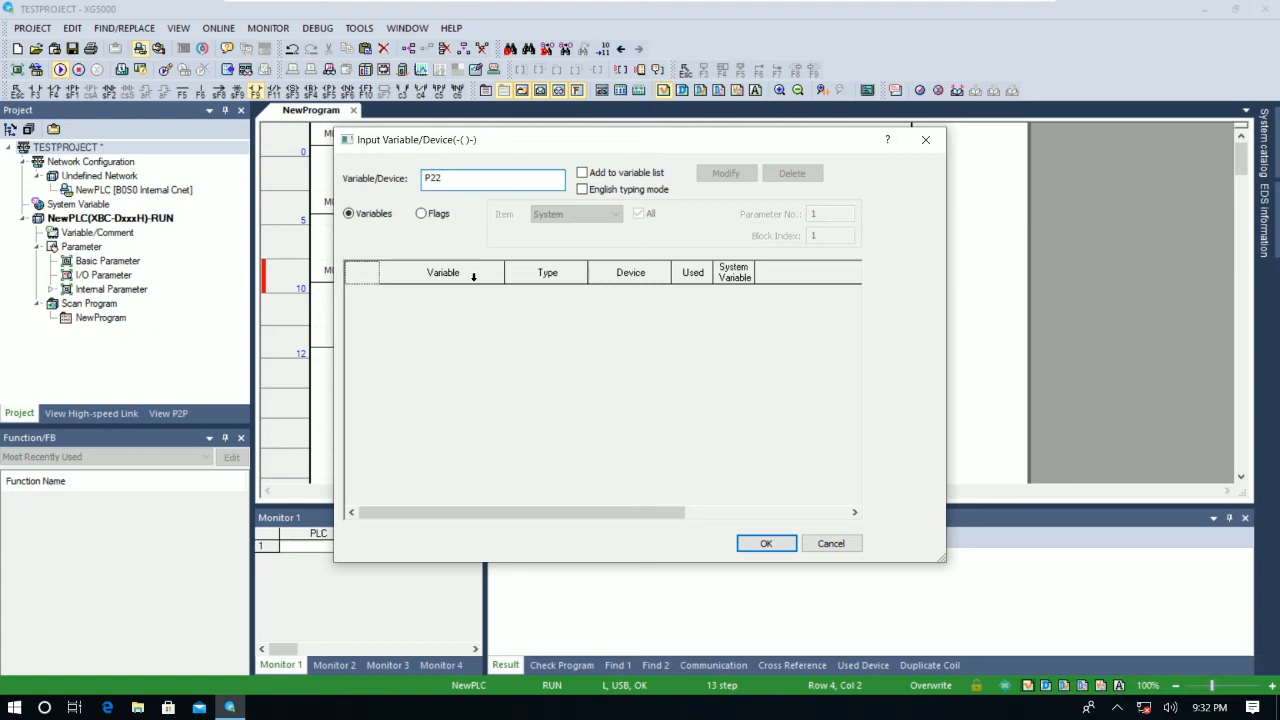 TESTPROJECT - XG5000
PROJECT EDIT FIND/REPLACE VIEW ONLINE MONITOR DEBUG TOOLS WINDOW HELP
Project
NewProgram
TESTPROJECT *
Network Configuration
Undefined Network
NewPLC [B0S0 Internal Cnet]
System Variable
NewPLC(XBC-DxxxH)-RUN
Variable/Comment
Parameter
Basic Parameter
I/O Parameter
Internal Parameter
Scan Program
NewProgram
0
5
10
12
Input Variable/Device(-( )-)
Variable/Device: P22
Add to variable list
English typing mode
Modify Delete
Variables Flags Item System All Parameter No.: 1
Block Index: 1
Variable Type Device Used System Variable
OK Cancel
Project View High-speed Link View P2P
Function/FB
Most Recently Used Edit
Function Name
Monitor 1
PLC
1
Monitor 1 Monitor 2 Monitor 3 Monitor 4
Result Check Program Find 1 Find 2 Communication Cross Reference Used Device Duplicate Coil
NewPLC RUN L, USB, OK 13 step Row 4, Col 2 Overwrite 100%
9:32 PM
System catalog
EDS information